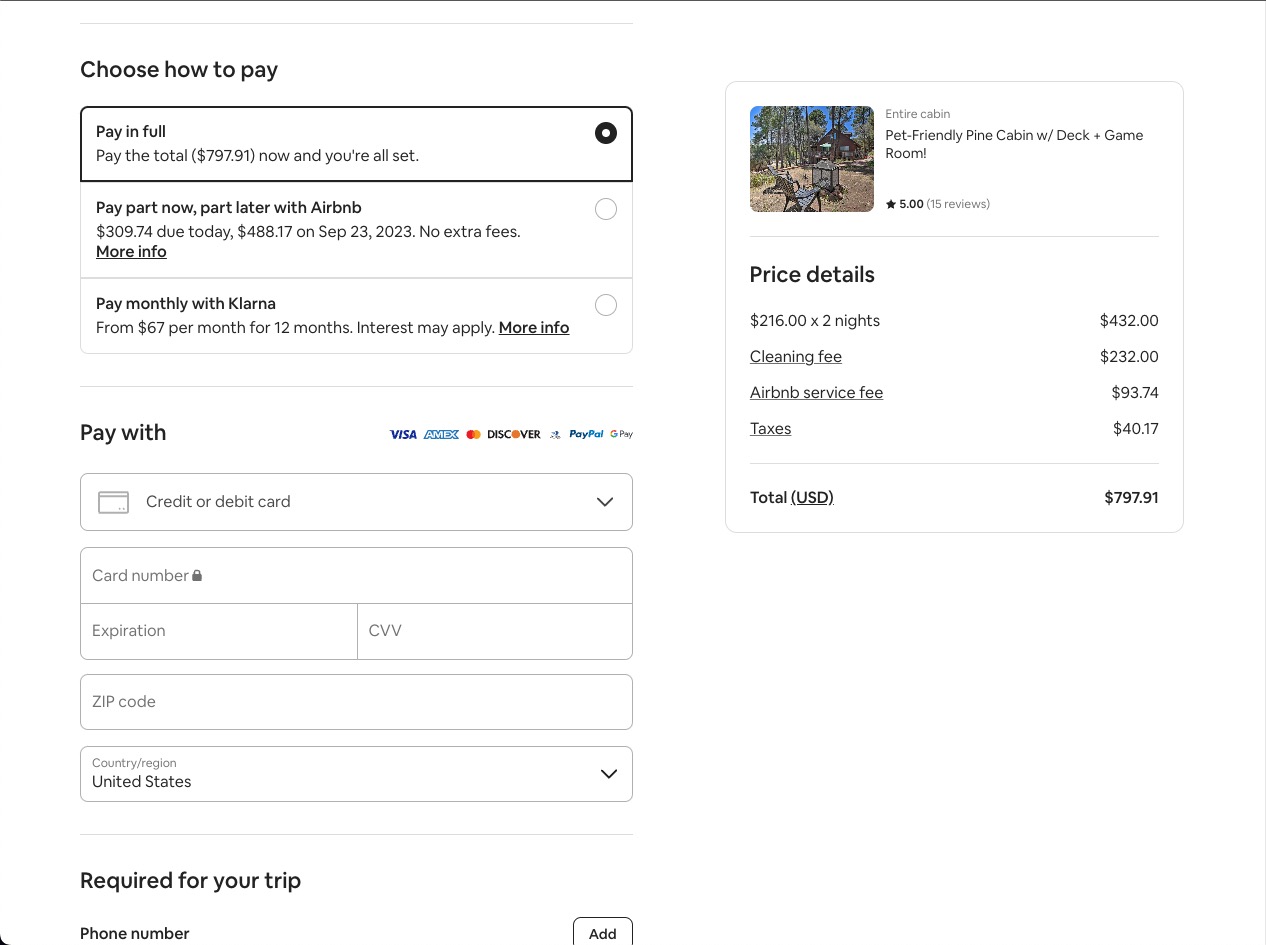 Choose how to pay
Pay in full
Pay the total ($797.91) now and you're all set.
Pay part now, part later with Airbnb
$309.74 due today, $488.17 on Sep 23, 2023. No extra fees.
More info
Pay monthly with Klarna
From $67 per month for 12 months. Interest may apply. More info
Pay with
VISA AMEX DISCOVER PayPal G Pay
Credit or debit card
Card number
Expiration
CVV
ZIP code
Country/region
United States
Required for your trip
Phone number
Add
Entire cabin
Pet-Friendly Pine Cabin w/ Deck + Game
Room!
★ 5.00 (15 reviews)
Price details
$216.00 x 2 nights $432.00
Cleaning fee $232.00
Airbnb service fee $93.74
Taxes $40.17
Total (USD) $797.91